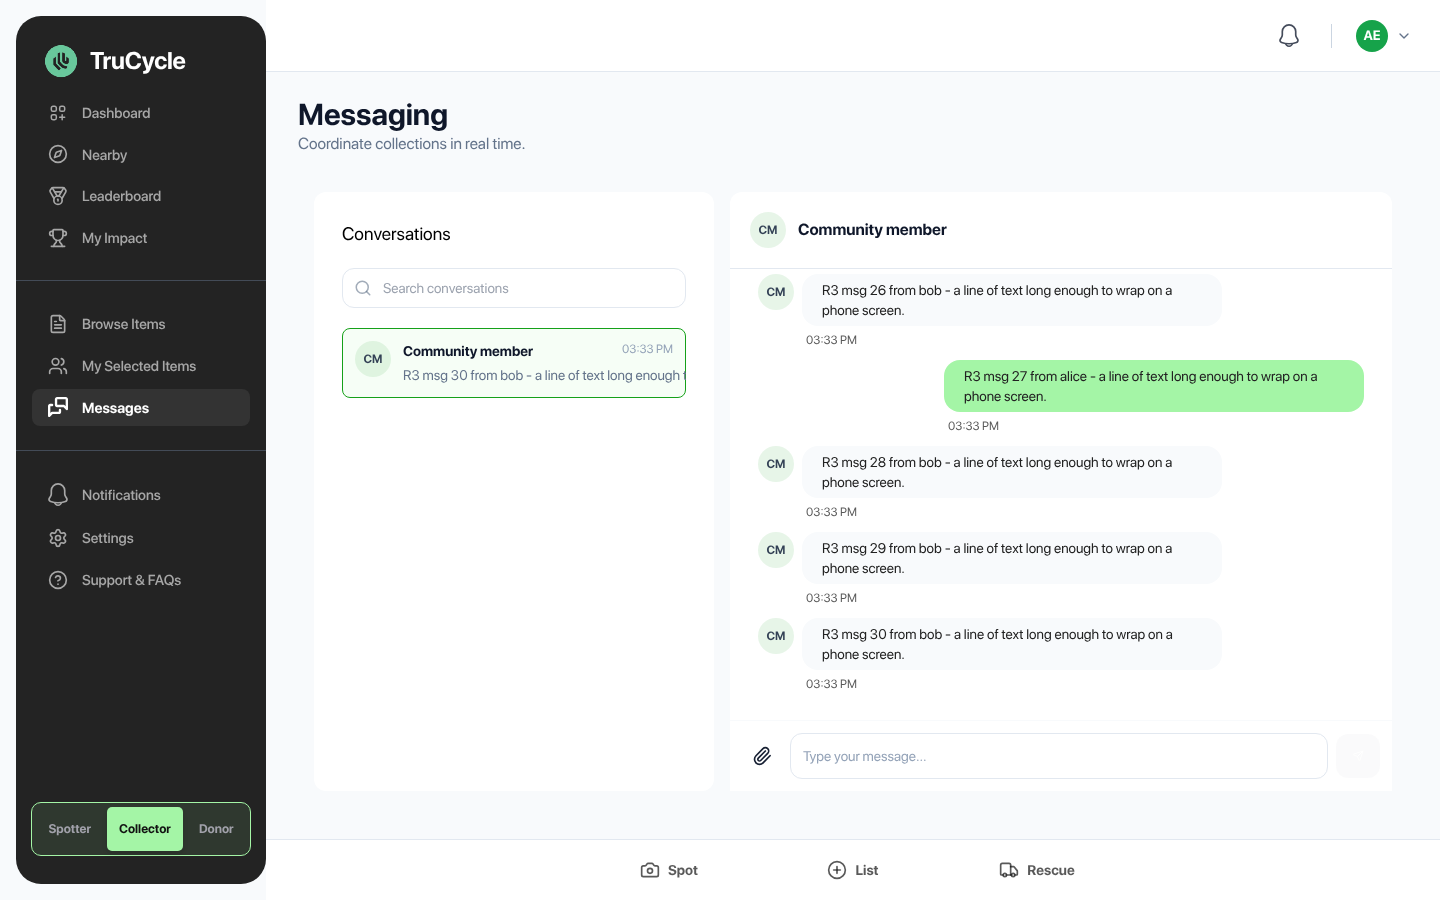 TruCycle
Dashboard
Nearby
Leaderboard
My Impact
Browse Items
My Selected Items
Messages
Notifications
Settings
Support & FAQs
Spotter
Collector
Donor
AE
Messaging
Coordinate collections in real time.
Conversations
Search conversations
CM
Community member
03:33 PM
R3 msg 30 from bob - a line of text long enough
CM
Community member
CM
R3 msg 26 from bob - a line of text long enough to wrap on a
phone screen.
03:33 PM
R3 msg 27 from alice - a line of text long enough to wrap on a
phone screen.
03:33 PM
CM
R3 msg 28 from bob - a line of text long enough to wrap on a
phone screen.
03:33 PM
CM
R3 msg 29 from bob - a line of text long enough to wrap on a
phone screen.
03:33 PM
CM
R3 msg 30 from bob - a line of text long enough to wrap on a
phone screen.
03:33 PM
Type your message...
Spot
List
Rescue